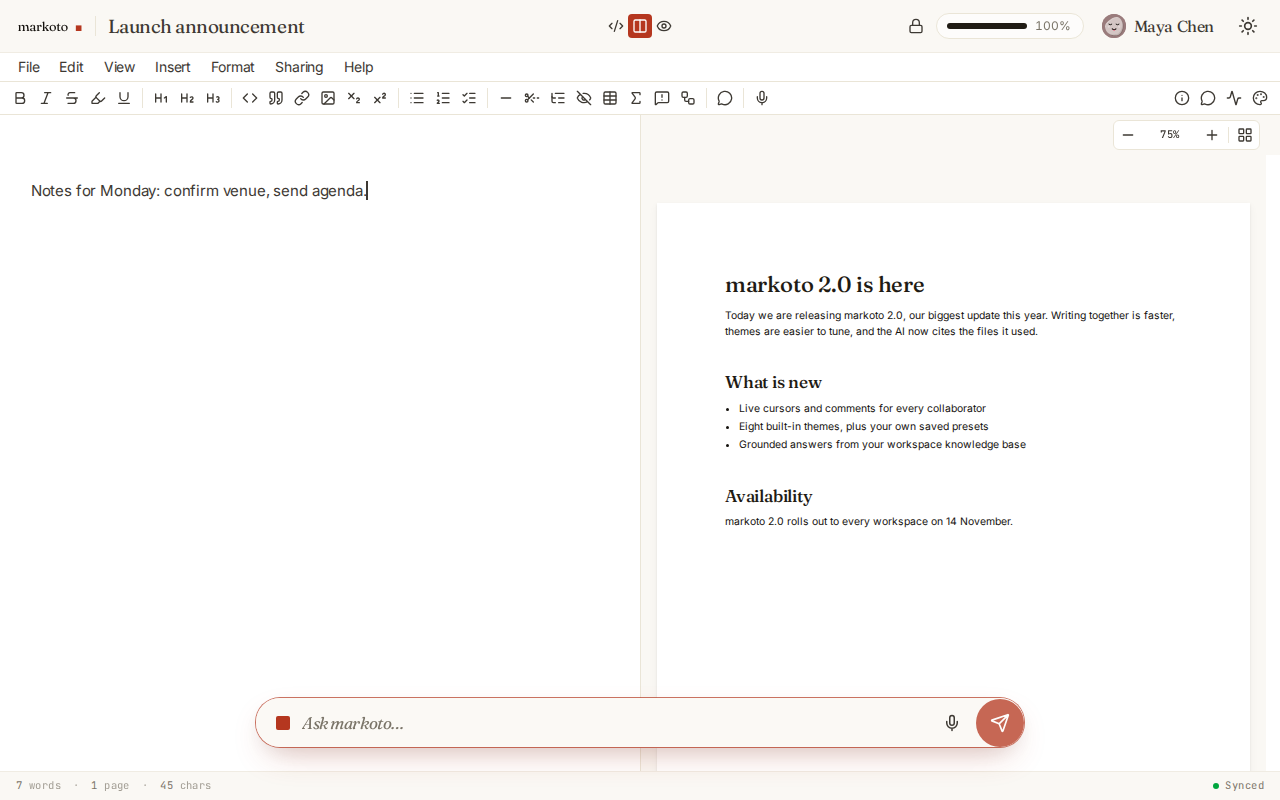 markoto
Launch announcement
100%
Maya Chen
File Edit View Insert Format Sharing Help
H1 H2 H3
75%
Notes for Monday: confirm venue, send agenda.
markoto 2.0 is here
Today we are releasing markoto 2.0, our biggest update this year. Writing together is faster,
themes are easier to tune, and the AI now cites the files it used.
What is new
• Live cursors and comments for every collaborator
• Eight built-in themes, plus your own saved presets
• Grounded answers from your workspace knowledge base
Availability
markoto 2.0 rolls out to every workspace on 14 November.
Ask markoto...
7 words · 1 page · 45 chars
Synced